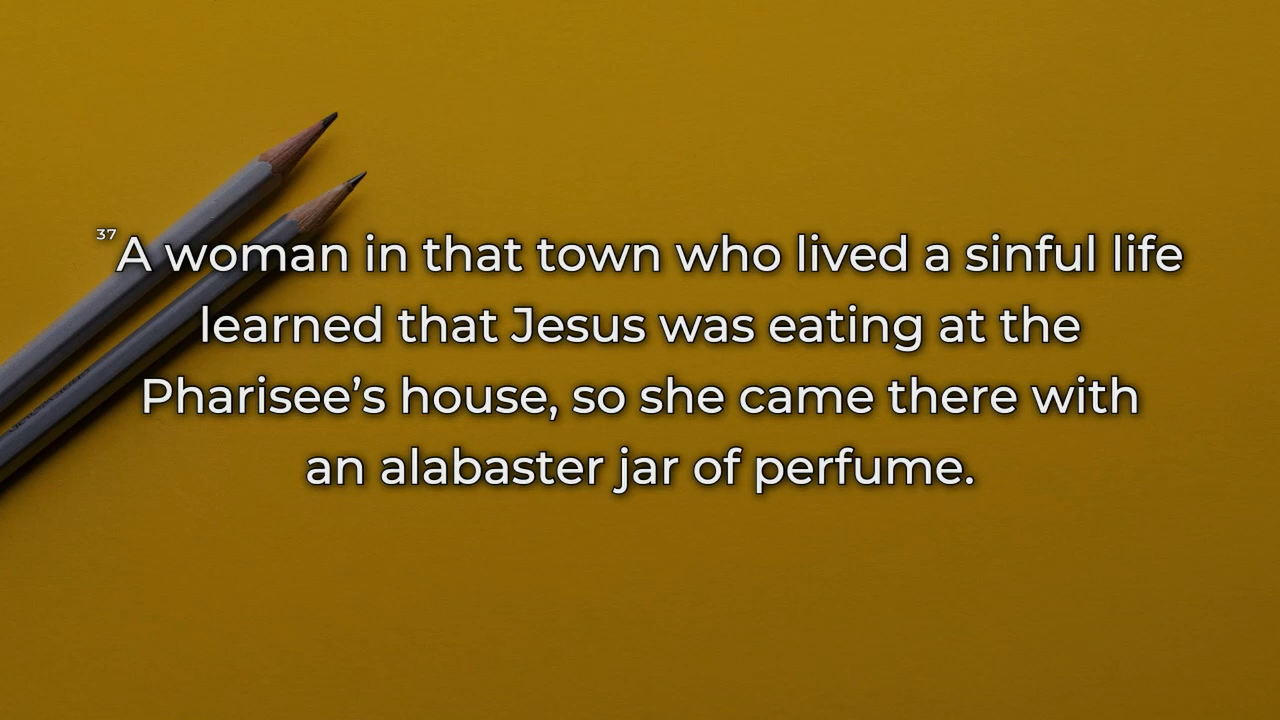 37A woman in that town who lived a sinful life
learned that Jesus was eating at the
Pharisee’s house, so she came there with
an alabaster jar of perfume.